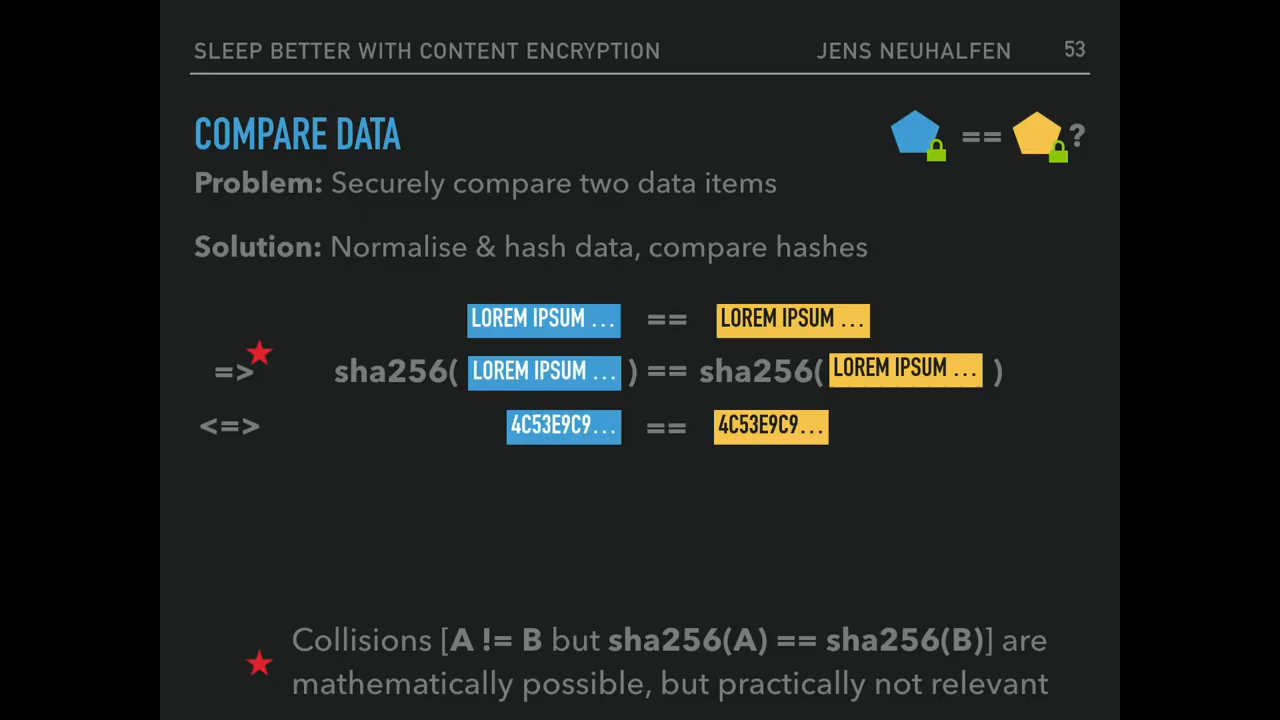 SLEEP BETTER WITH CONTENT ENCRYPTION JENS NEUHALFEN 53
COMPARE DATA == ?
Problem: Securely compare two data items
Solution: Normalise & hash data, compare hashes
LOREM IPSUM ... == LOREM IPSUM ...
=> sha256( LOREM IPSUM ... ) == sha256( LOREM IPSUM ... )
<=> 4C53E9C9... == 4C53E9C9...
Collisions [A != B but sha256(A) == sha256(B)] are
mathematically possible, but practically not relevant